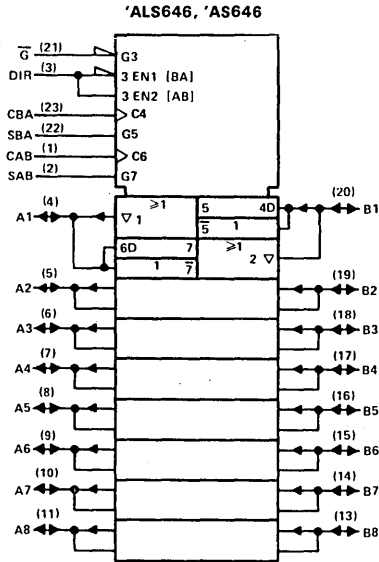 'ALS646, 'AS646
G̅ (21) G3
DIR (3) 3 EN1 [BA]
3 EN2 [AB]
CBA (23) C4
SBA (22) G5
CAB (1) C6
SAB (2) G7
A1 (4) ≥1 ▽ 1 5 4D (20) B1
5̅ 1
6D 7 ≥1
1 7̅ 2 ▽
A2 (5) (19) B2
A3 (6) (18) B3
A4 (7) (17) B4
A5 (8) (16) B5
A6 (9) (15) B6
A7 (10) (14) B7
A8 (11) (13) B8